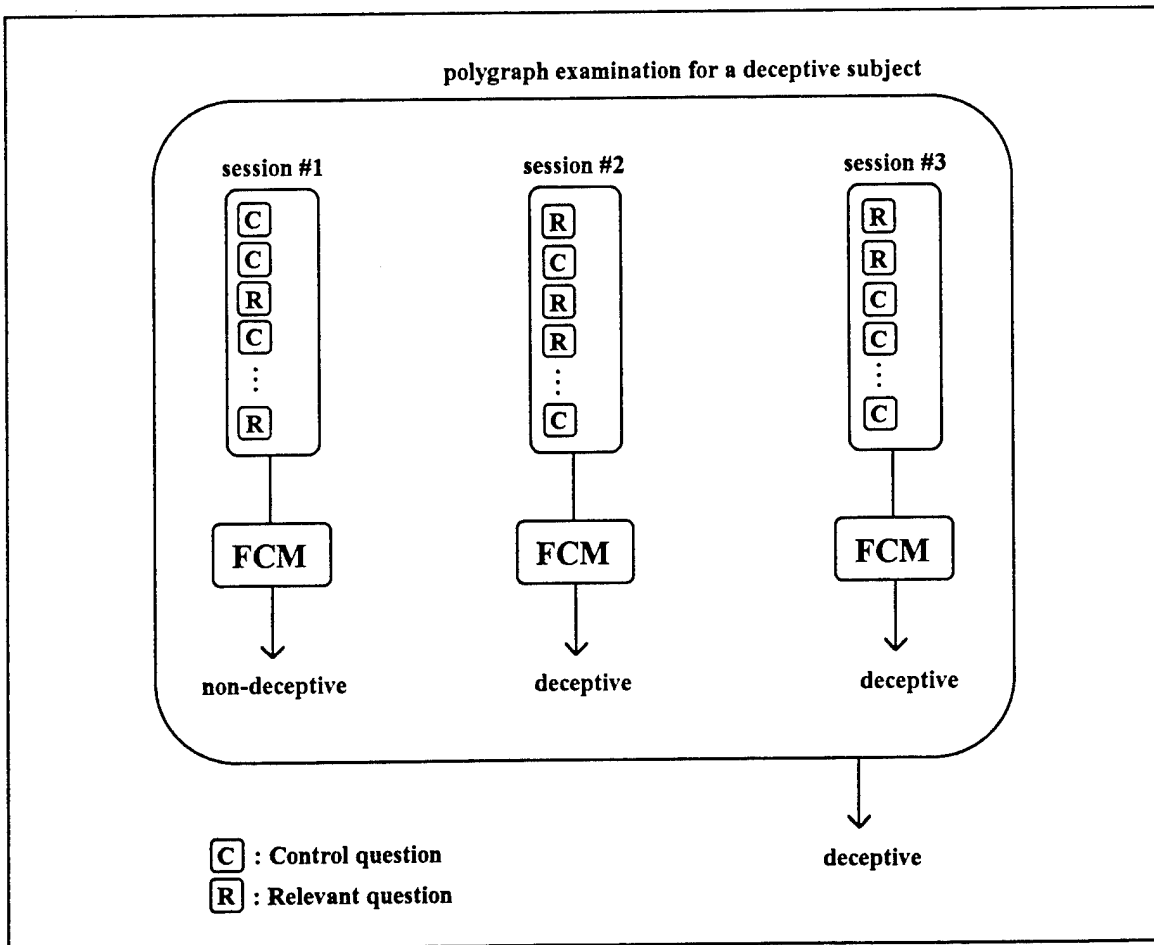 polygraph examination for a deceptive subject
session #1
C
C
R
C
R
FCM
non-deceptive
session #2
R
C
R
R
C
FCM
deceptive
session #3
R
R
C
C
C
FCM
deceptive
deceptive
C : Control question
R : Relevant question